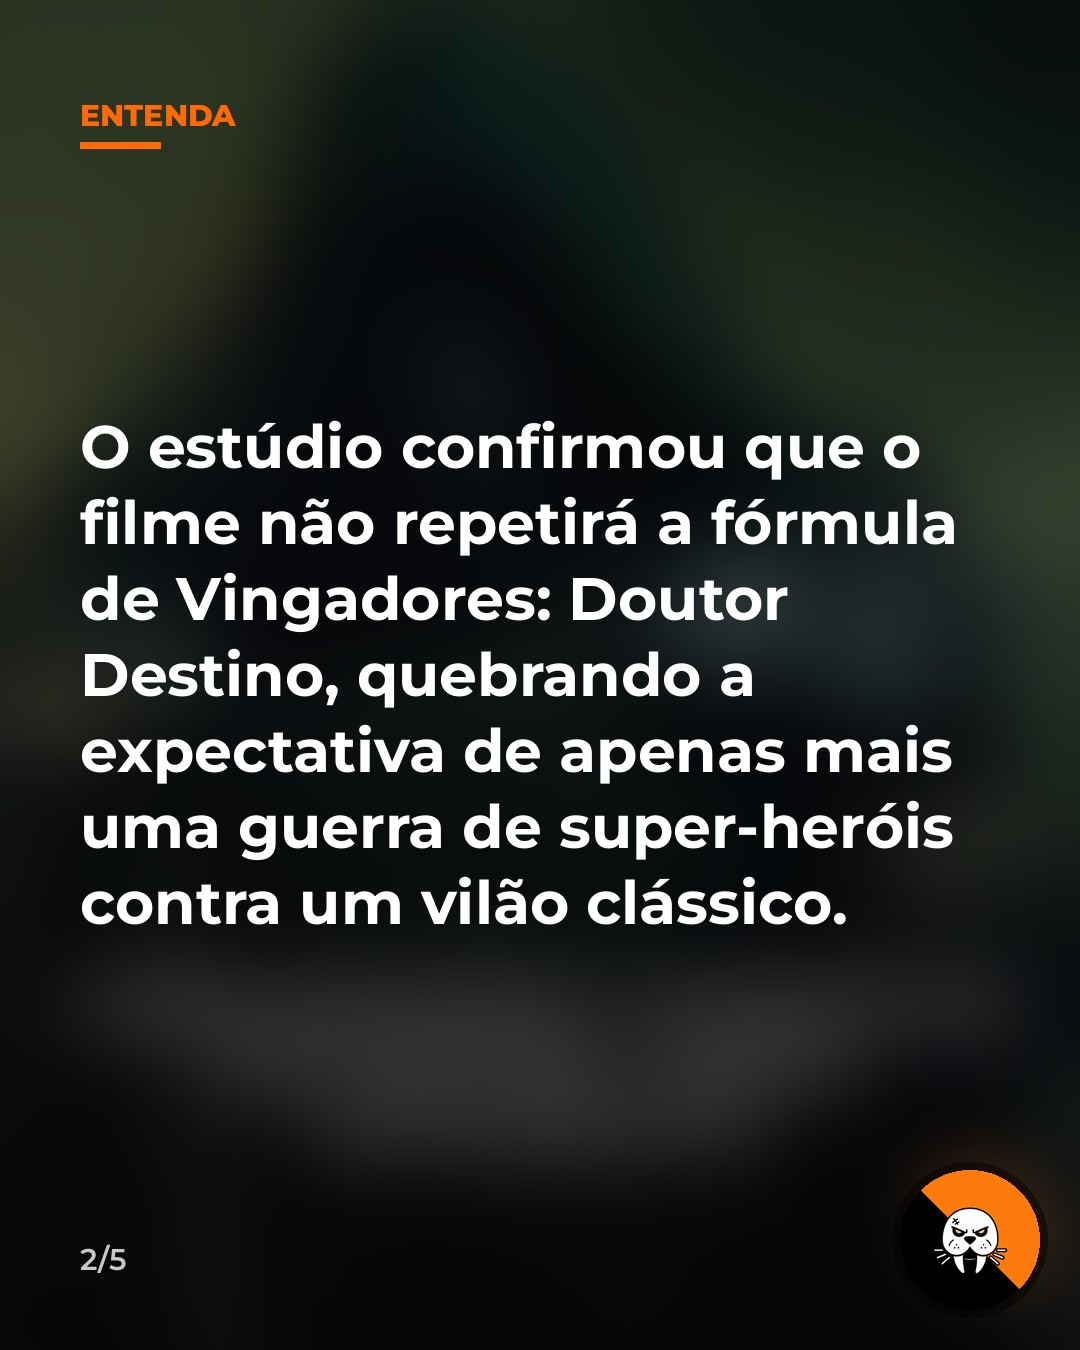 ENTENDA
O estúdio confirmou que o
filme não repetirá a fórmula
de Vingadores: Doutor
Destino, quebrando a
expectativa de apenas mais
uma guerra de super-heróis
contra um vilão clássico.
2/5